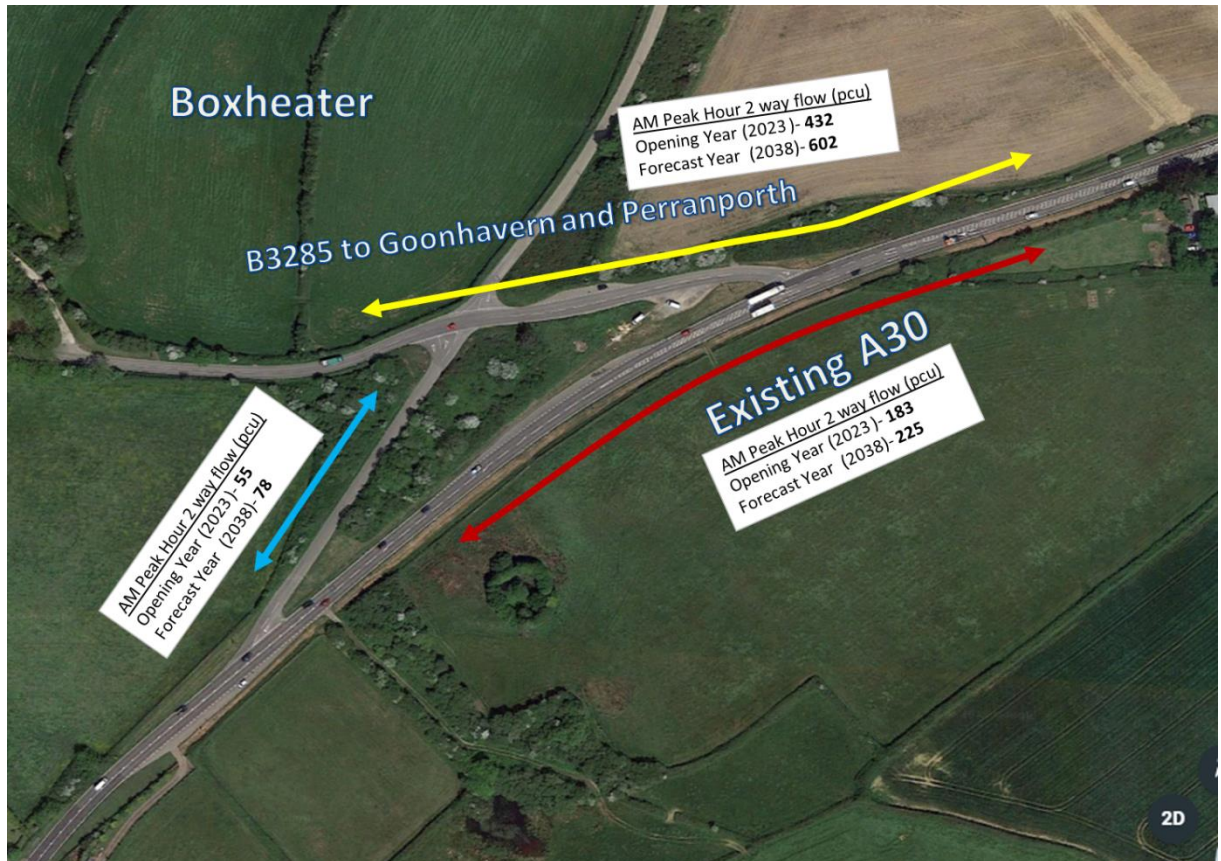 Boxheater
AM Peak Hour 2 way flow (pcu)
Opening Year (2023)- 432
Forecast Year  (2038)- 602
B3285 to Goonhavern and Perranporth
Existing A30
AM Peak Hour 2 way flow (pcu)
Opening Year (2023)- 183
Forecast Year  (2038)- 225
AM Peak Hour 2 way flow (pcu)
Opening Year (2023)- 55
Forecast Year  (2038)- 78
2D